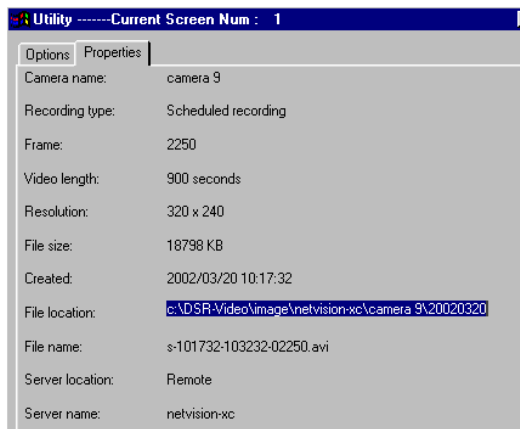 Utility -------Current Screen Num :   1
Options Properties
Camera name: camera 9
Recording type: Scheduled recording
Frame: 2250
Video length: 900 seconds
Resolution: 320 x 240
File size: 18798 KB
Created: 2002/03/20 10:17:32
File location: c:\DSR-Video\image\netvision-xc\camera 9\20020320
File name: s-101732-103232-02250.avi
Server location: Remote
Server name: netvision-xc